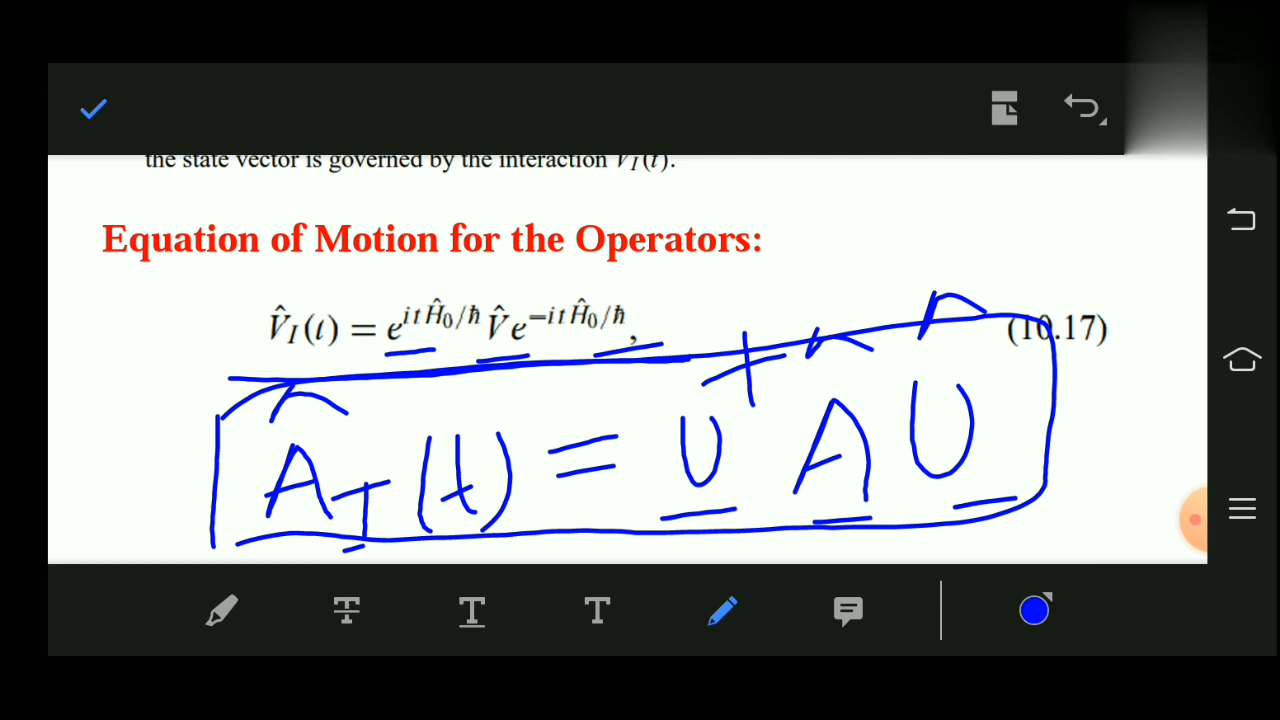 the state vector is governed by the interaction V̂_I(t).
Equation of Motion for the Operators:
V̂_I(t) = e^{itĤ_0/ħ} V̂e^{−itĤ_0/ħ}, (10.17)
Â_I(t) = U^† Â Û
T T T